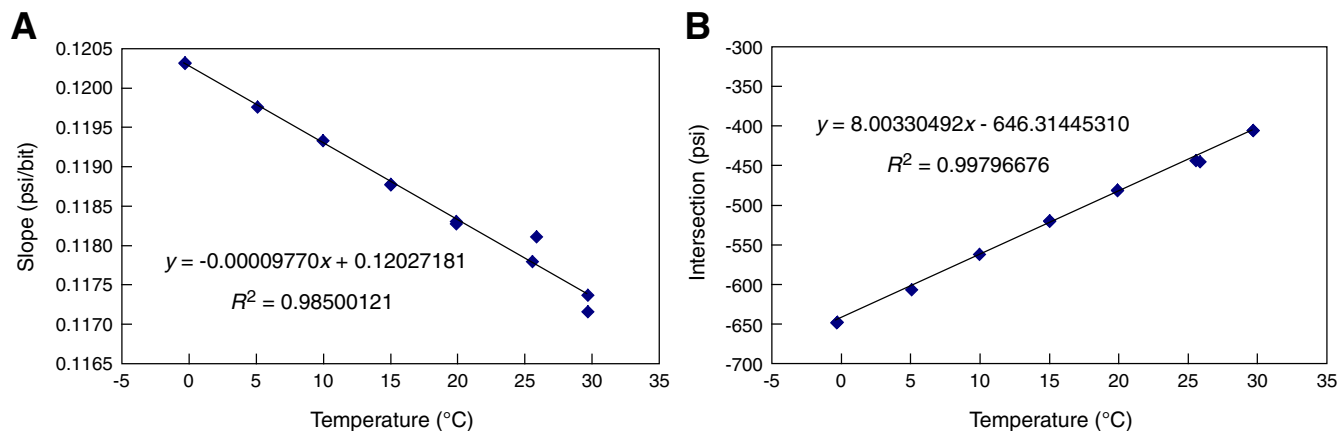 A
0.1205
0.1200
0.1195
0.1190
0.1185
0.1180
0.1175
0.1170
0.1165
Slope (psi/bit)
y = -0.00009770x + 0.12027181
R² = 0.98500121
-5 0 5 10 15 20 25 30 35
Temperature (°C)
B
-300
-350
-400
-450
-500
-550
-600
-650
-700
Intersection (psi)
y = 8.00330492x - 646.31445310
R² = 0.99796676
-5 0 5 10 15 20 25 30 35
Temperature (°C)